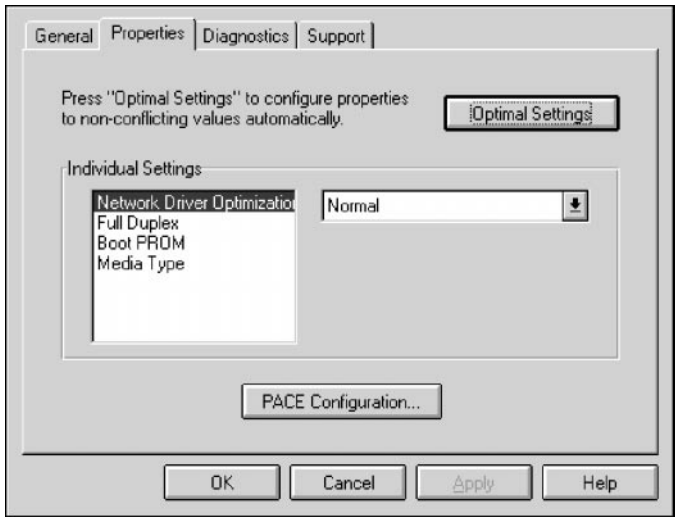 General
Properties
Diagnostics
Support
Press "Optimal Settings" to configure properties
to non-conflicting values automatically.
Optimal Settings
Individual Settings
Network Driver Optimizatio
Full Duplex
Boot PROM
Media Type
Normal
PACE Configuration...
OK
Cancel
Apply
Help